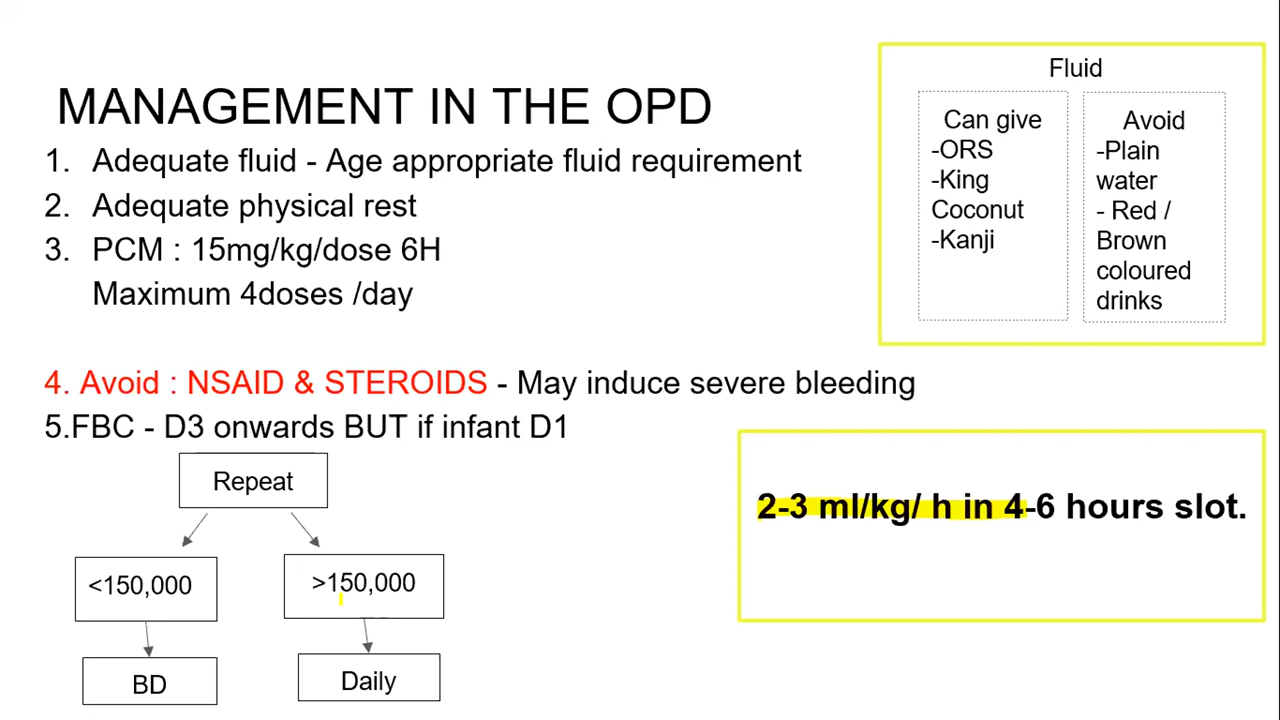 MANAGEMENT IN THE OPD
1. Adequate fluid - Age appropriate fluid requirement
2. Adequate physical rest
3. PCM : 15mg/kg/dose 6H
Maximum 4doses /day
4. Avoid : NSAID & STEROIDS - May induce severe bleeding
5.FBC - D3 onwards BUT if infant D1
Repeat
<150,000
>150,000
BD
Daily
Fluid
Can give
-ORS
-King
Coconut
-Kanji
Avoid
-Plain
water
- Red /
Brown
coloured
drinks
2-3 ml/kg/ h in 4-6 hours slot.